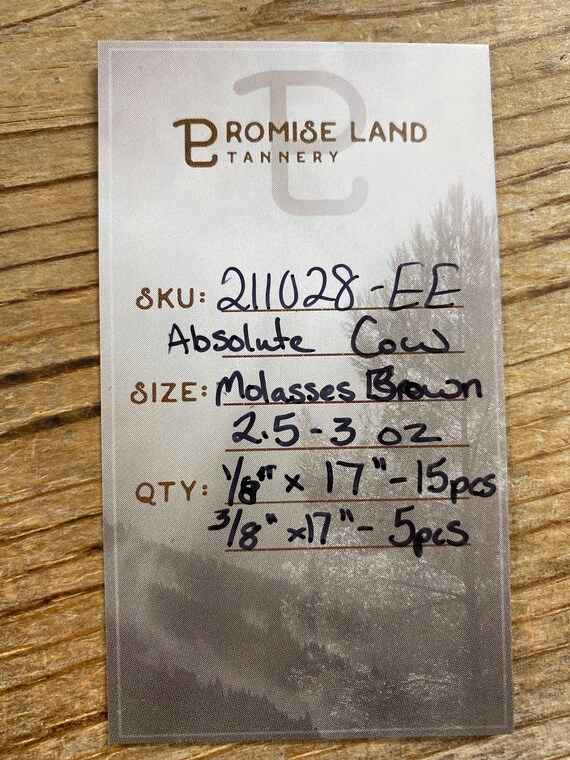 PROMISE LAND
TANNERY
SKU: 211028-EE
Absolute Cow
SIZE: Molasses Brown
2.5-3 oz
QTY: 1/8" x 17" - 15pcs
3/8" x17" - 5pcs